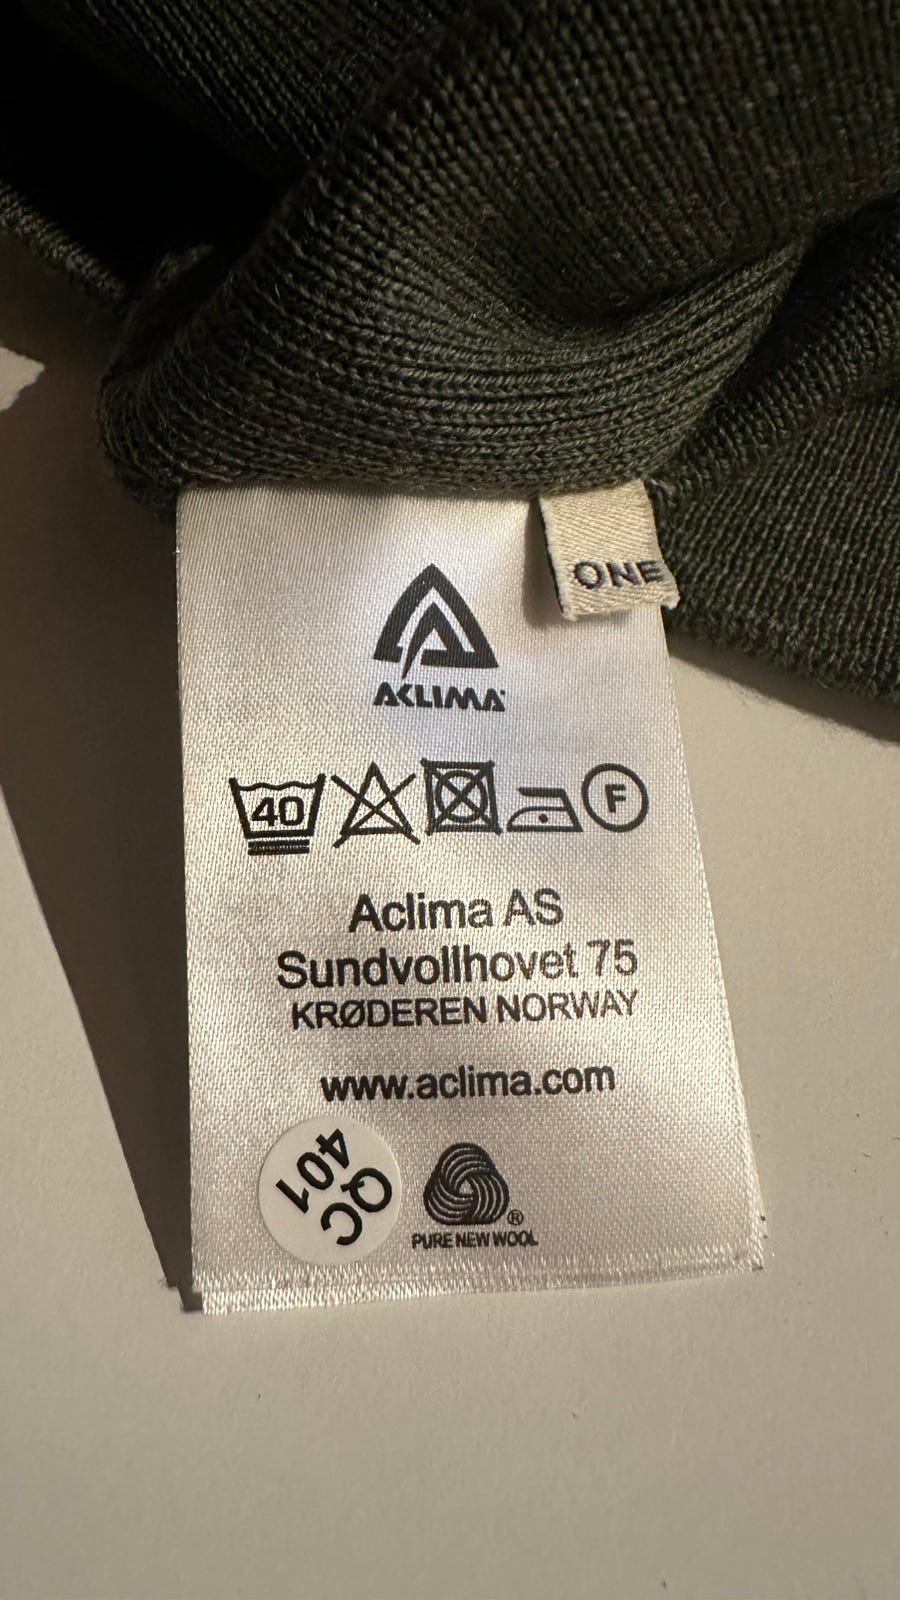 ONE
ACLIMA
40
F
Aclima AS
Sundvollhovet 75
KRØDEREN NORWAY
www.aclima.com
QC
401
®
PURE NEW WOOL